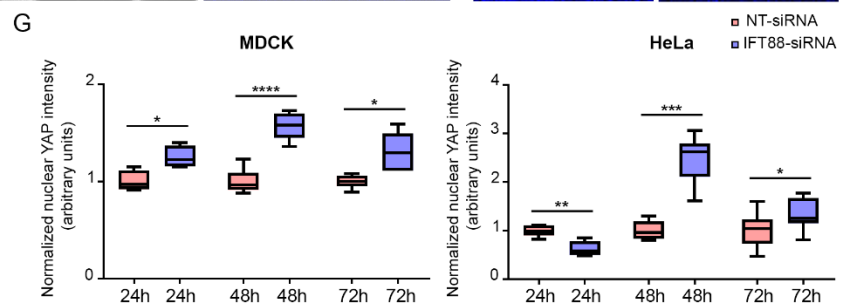 G
NT-siRNA
IFT88-siRNA
MDCK
HeLa
Normalized nuclear YAP intensity
(arbitrary units)
2
1
0
*
****
*
24h 24h 48h 48h 72h 72h
Normalized nuclear YAP intensity
(arbitrary units)
4
3
2
1
0
**
***
*
24h 24h 48h 48h 72h 72h